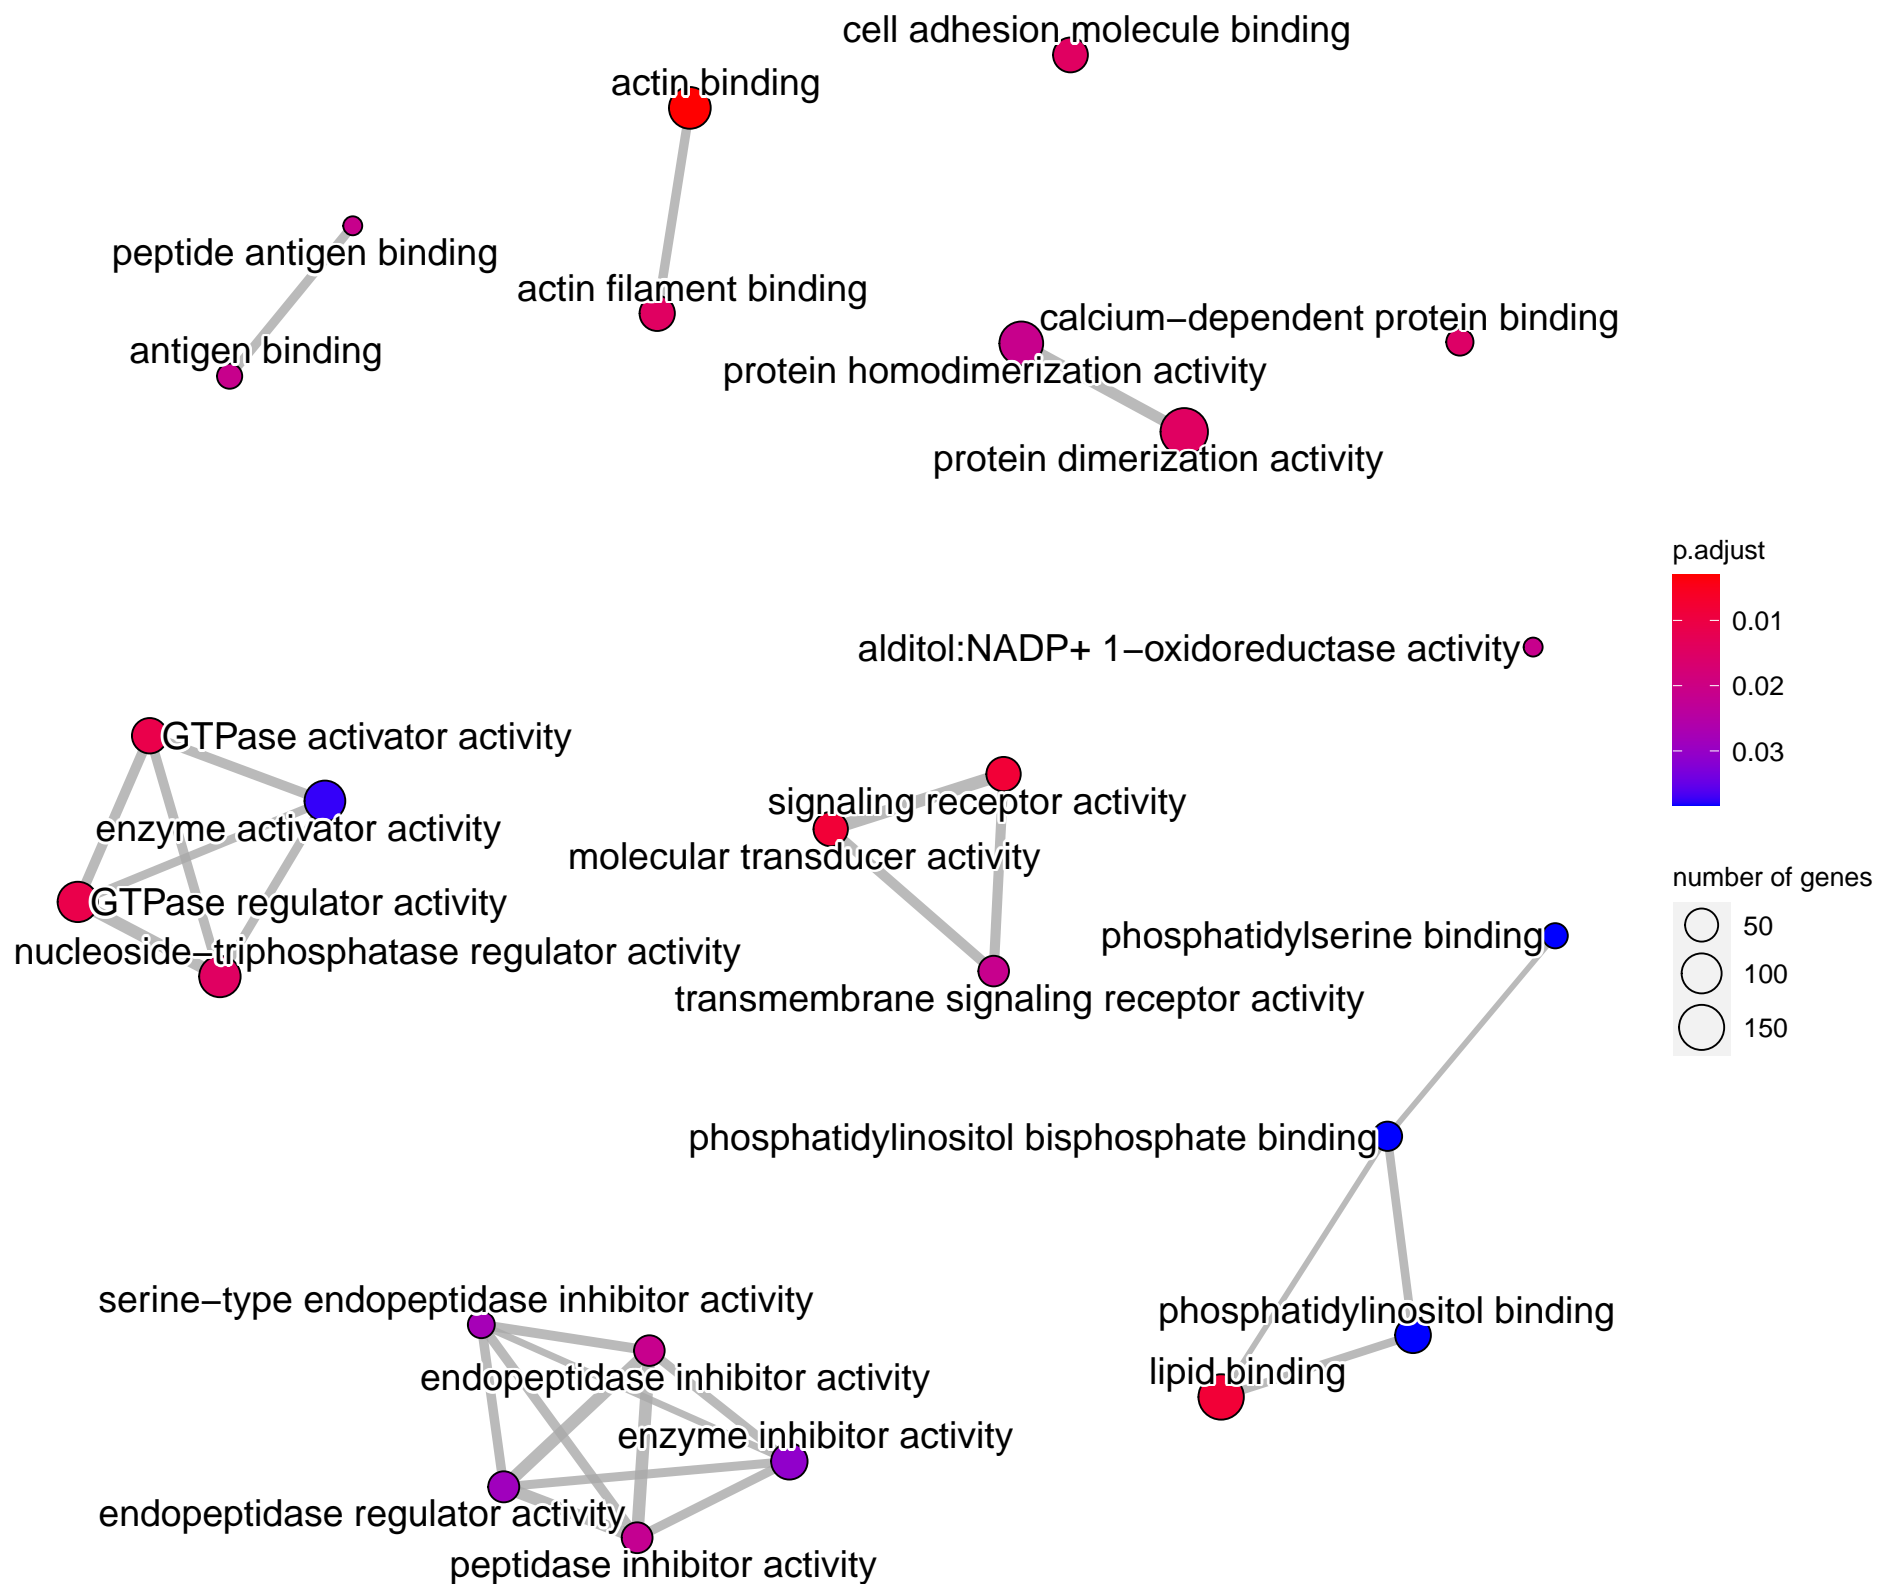 cell adhesion molecule binding
actin binding
peptide antigen binding
actin filament binding
calcium−dependent protein binding
antigen binding
protein homodimerization activity
protein dimerization activity
p.adjust
0.01
0.02
0.03
alditol:NADP+ 1−oxidoreductase activity
GTPase activator activity
signaling receptor activity
enzyme activator activity
molecular transducer activity
number of genes
50
100
150
GTPase regulator activity
phosphatidylserine binding
nucleoside−triphosphatase regulator activity
transmembrane signaling receptor activity
phosphatidylinositol bisphosphate binding
serine−type endopeptidase inhibitor activity
phosphatidylinositol binding
endopeptidase inhibitor activity
lipid binding
enzyme inhibitor activity
endopeptidase regulator activity
peptidase inhibitor activity